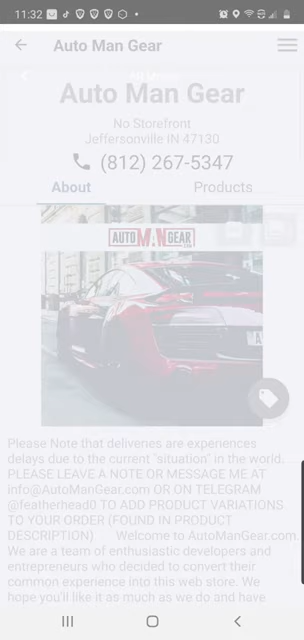 11:32
Auto Man Gear
Auto Man Gear
No Storefront
Jeffersonville IN 47130
(812) 267-5347
About
Products
AUTOMANGEAR
Please Note that deliveries are experiences
delays due to the current "situation" in the world.
PLEASE LEAVE A NOTE OR MESSAGE ME AT
info@AutoManGear.com OR ON TELEGRAM
@featherhead0 TO ADD PRODUCT VARIATIONS
TO YOUR ORDER (FOUND IN PRODUCT
DESCRIPTION) Welcome to AutoManGear.com.
We are a team of enthusiastic developers and
entrepreneurs who decided to convert their
common experience into this web store. We
hope you'll like it as much as we do and have